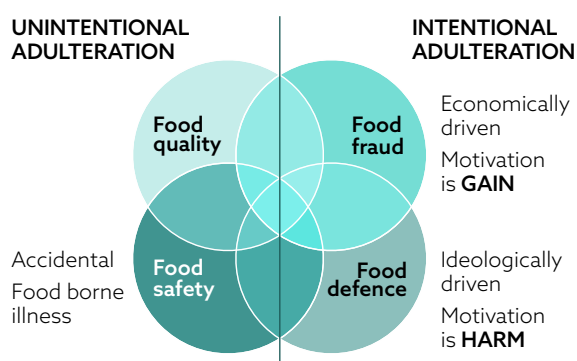 UNINTENTIONAL
ADULTERATION
INTENTIONAL
ADULTERATION
Food
quality
Food
fraud
Economically
driven
Motivation
is GAIN
Accidental
Food borne
illness
Food
safety
Food
defence
Ideologically
driven
Motivation
is HARM